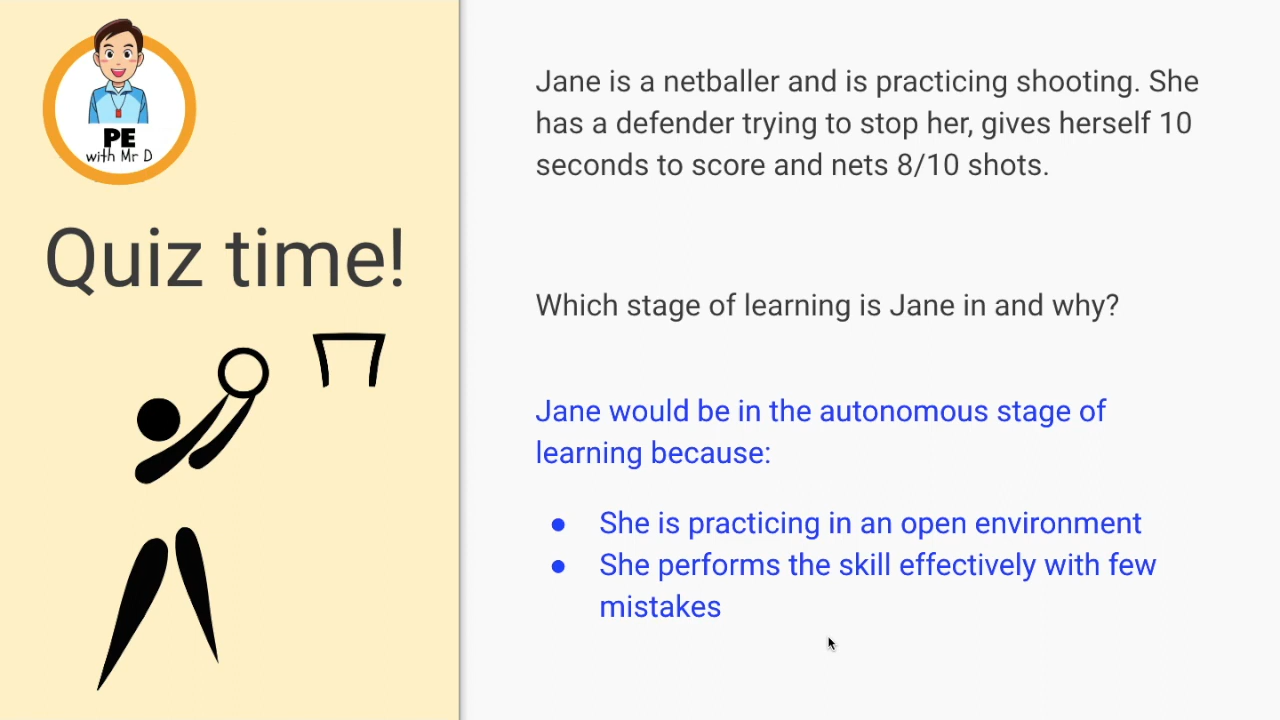 PE
with Mr D
Quiz time!
Jane is a netballer and is practicing shooting. She
has a defender trying to stop her, gives herself 10
seconds to score and nets 8/10 shots.
Which stage of learning is Jane in and why?
Jane would be in the autonomous stage of
learning because:
● She is practicing in an open environment
● She performs the skill effectively with few
mistakes